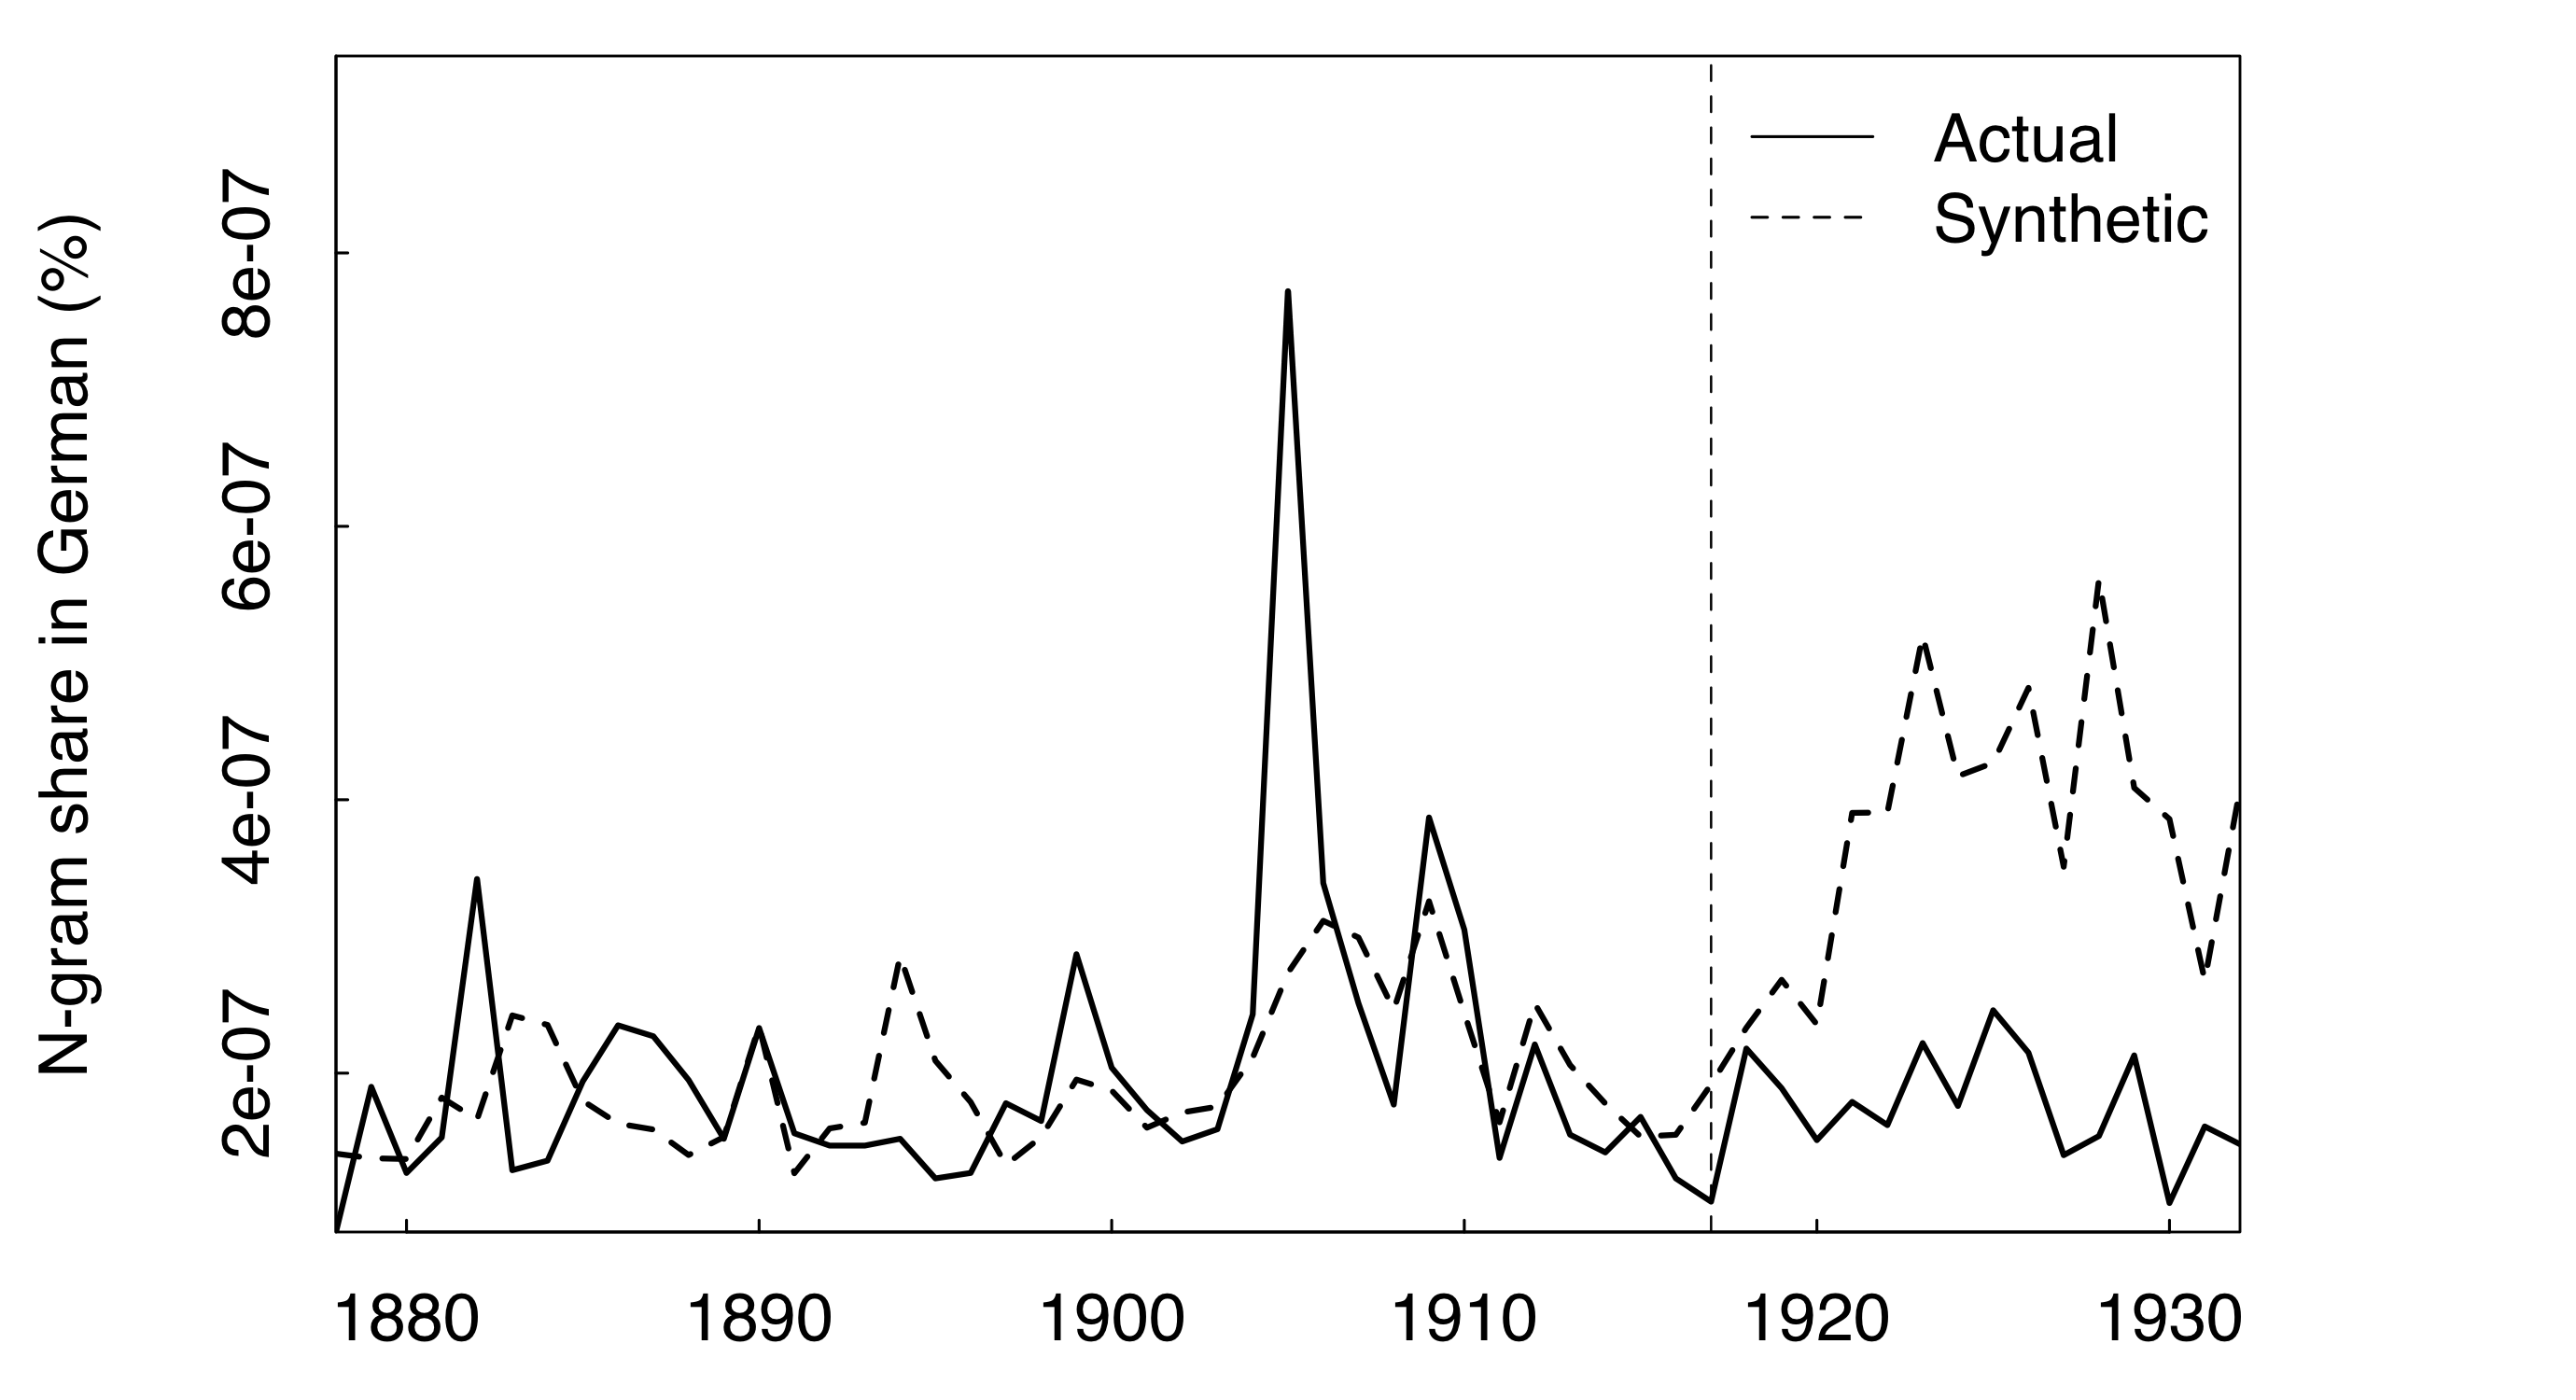 N-gram share in German (%)
8e-07
6e-07
4e-07
2e-07
Actual
Synthetic
1880 1890 1900 1910 1920 1930